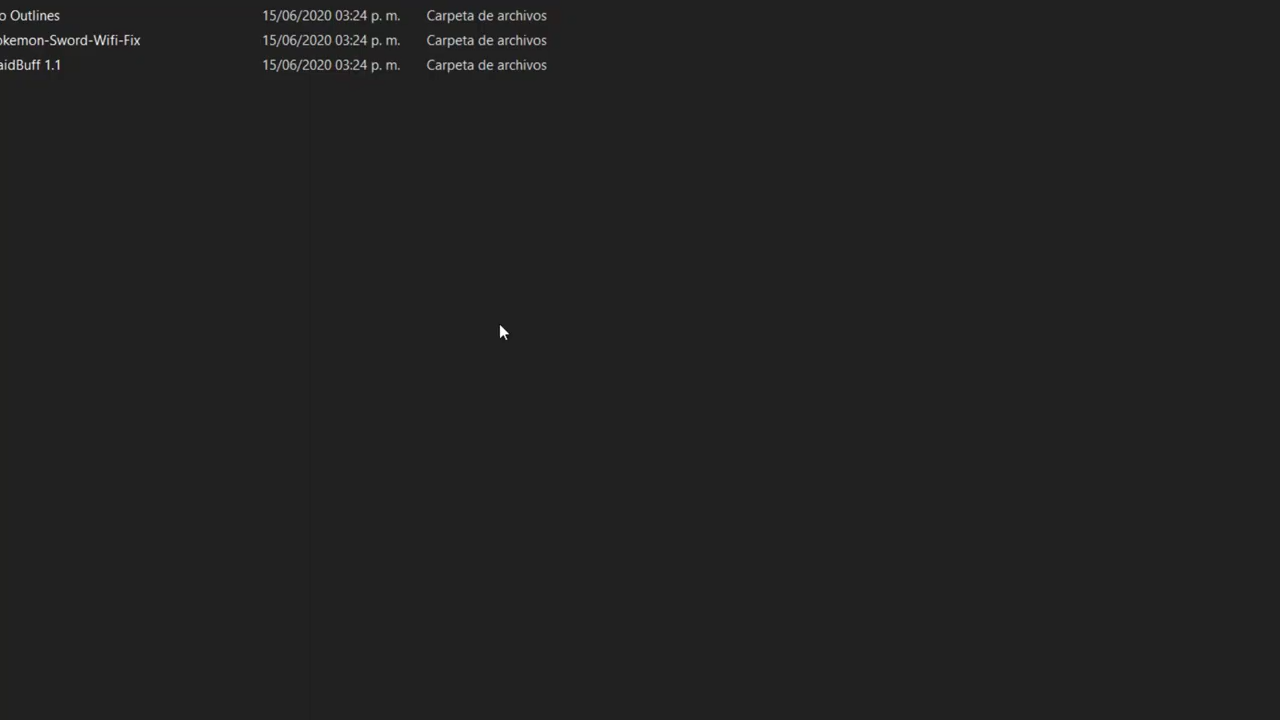 o Outlines 15/06/2020 03:24 p. m. Carpeta de archivos
okemon-Sword-Wifi-Fix 15/06/2020 03:24 p. m. Carpeta de archivos
aidBuff 1.1 15/06/2020 03:24 p. m. Carpeta de archivos